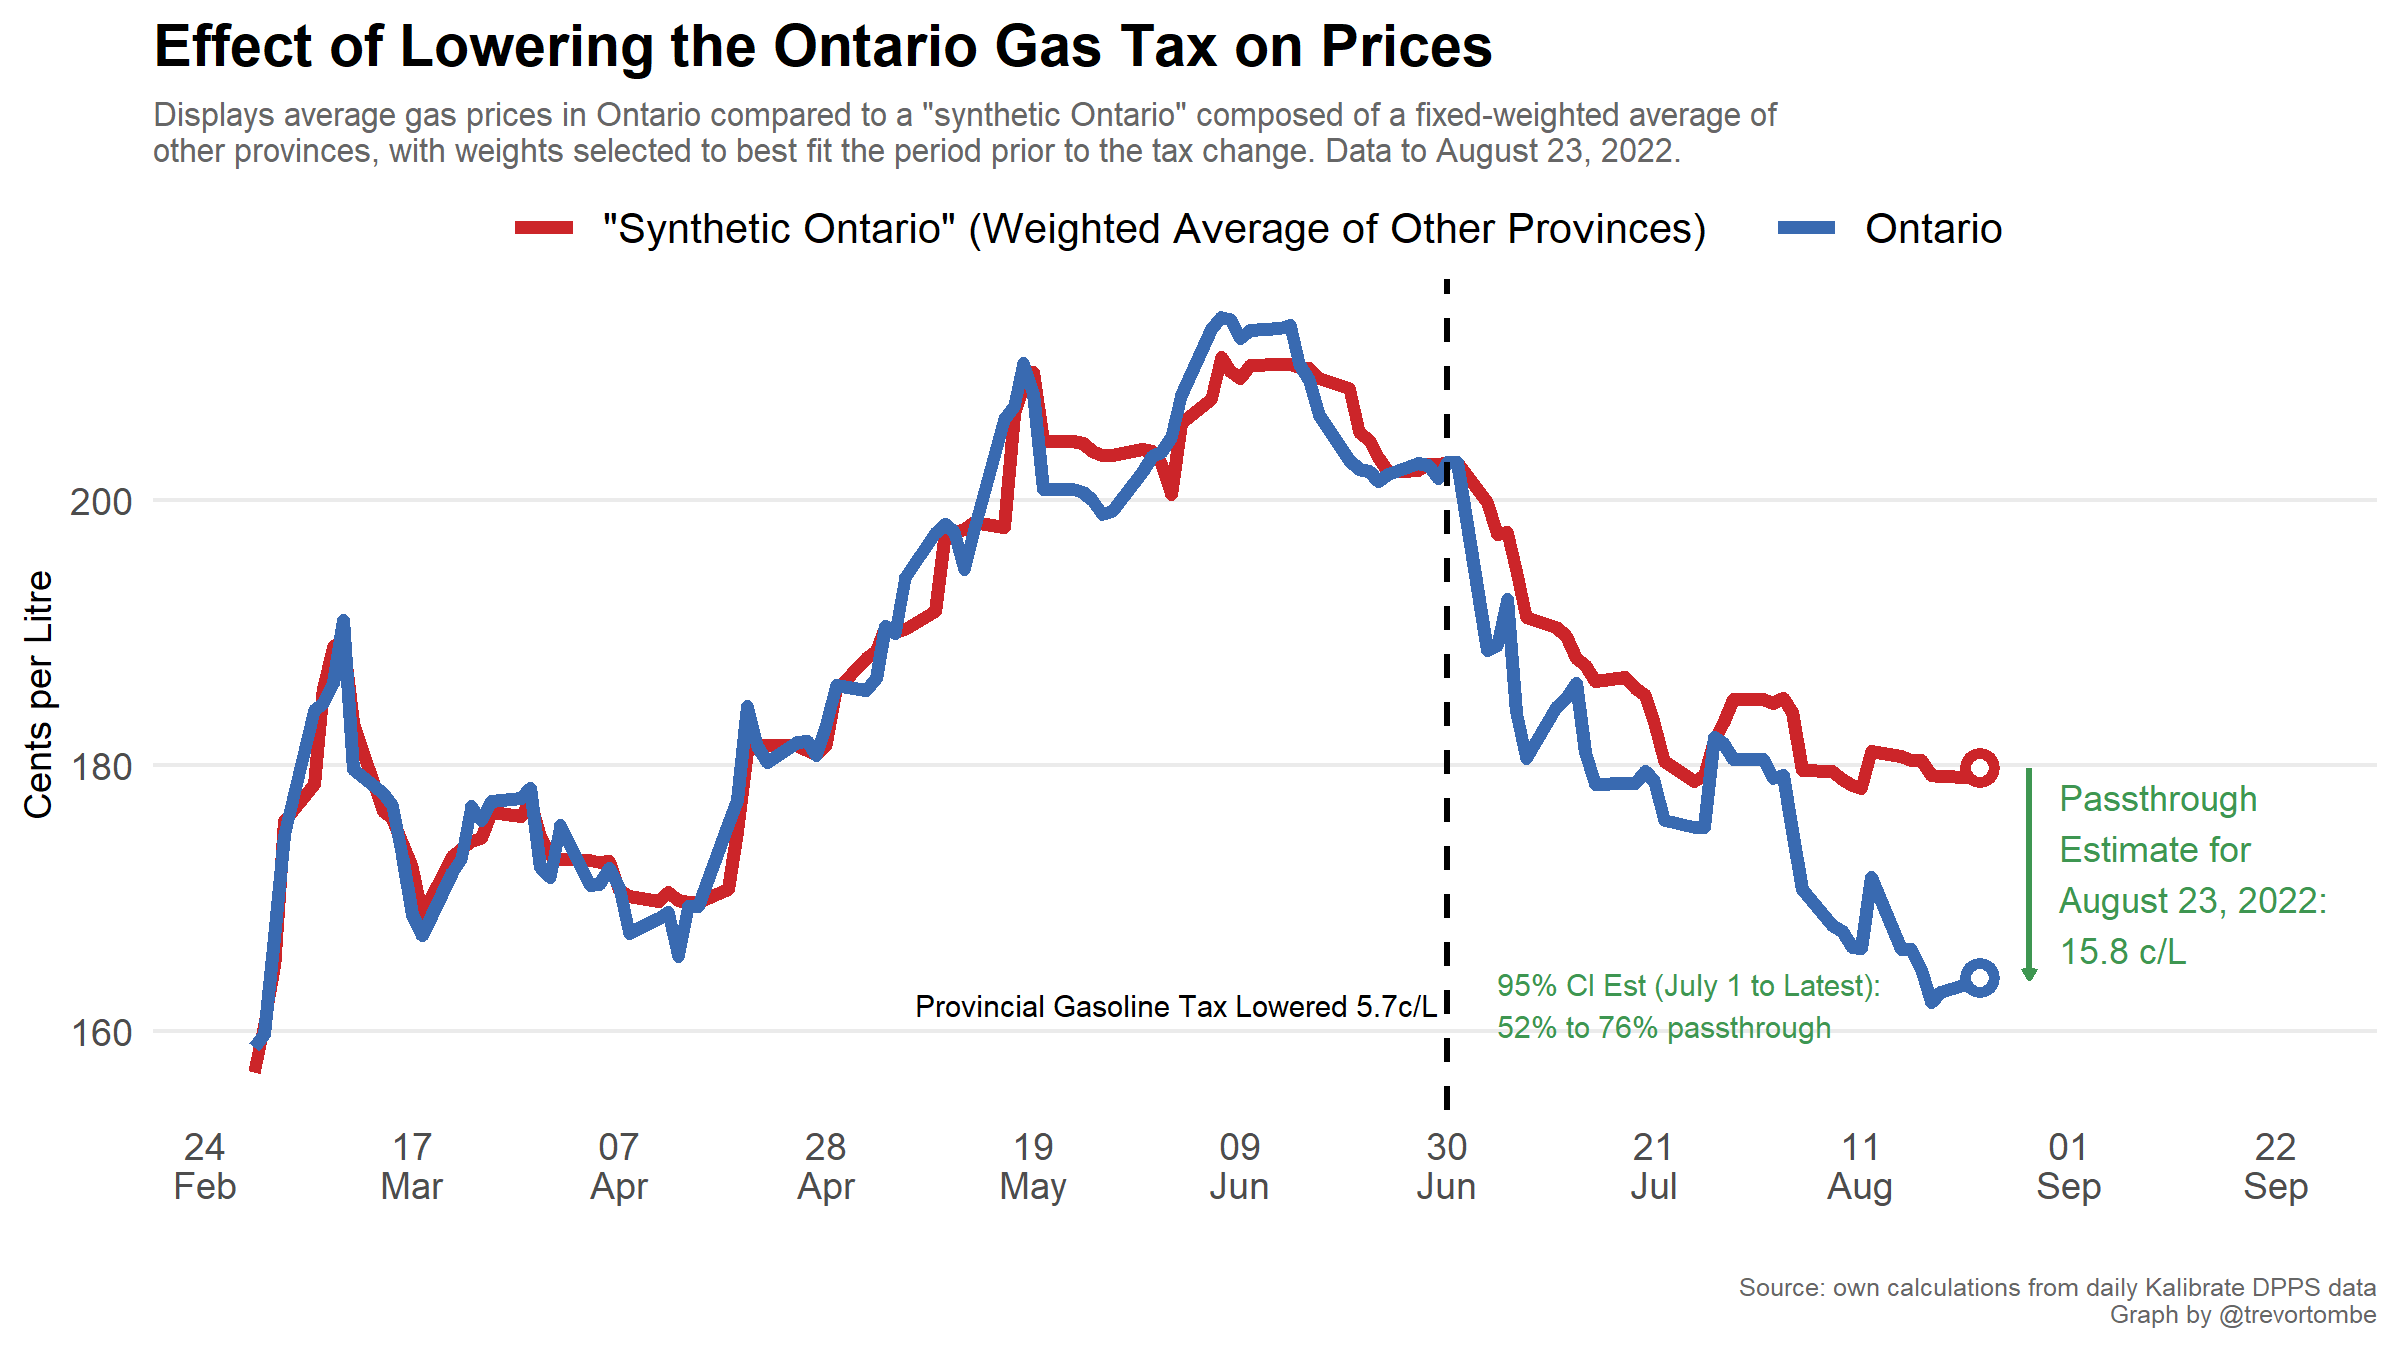 Effect of Lowering the Ontario Gas Tax on Prices
Displays average gas prices in Ontario compared to a "synthetic Ontario" composed of a fixed-weighted average of
other provinces, with weights selected to best fit the period prior to the tax change. Data to August 23, 2022.
"Synthetic Ontario" (Weighted Average of Other Provinces)
Ontario
Cents per Litre
200
180
160
Passthrough
Estimate for
August 23, 2022:
15.8 c/L
95% CI Est (July 1 to Latest):
52% to 76% passthrough
Provincial Gasoline Tax Lowered 5.7c/L
24
Feb
17
Mar
07
Apr
28
Apr
19
May
09
Jun
30
Jun
21
Jul
11
Aug
01
Sep
22
Sep
Source: own calculations from daily Kalibrate DPPS data
Graph by @trevortombe